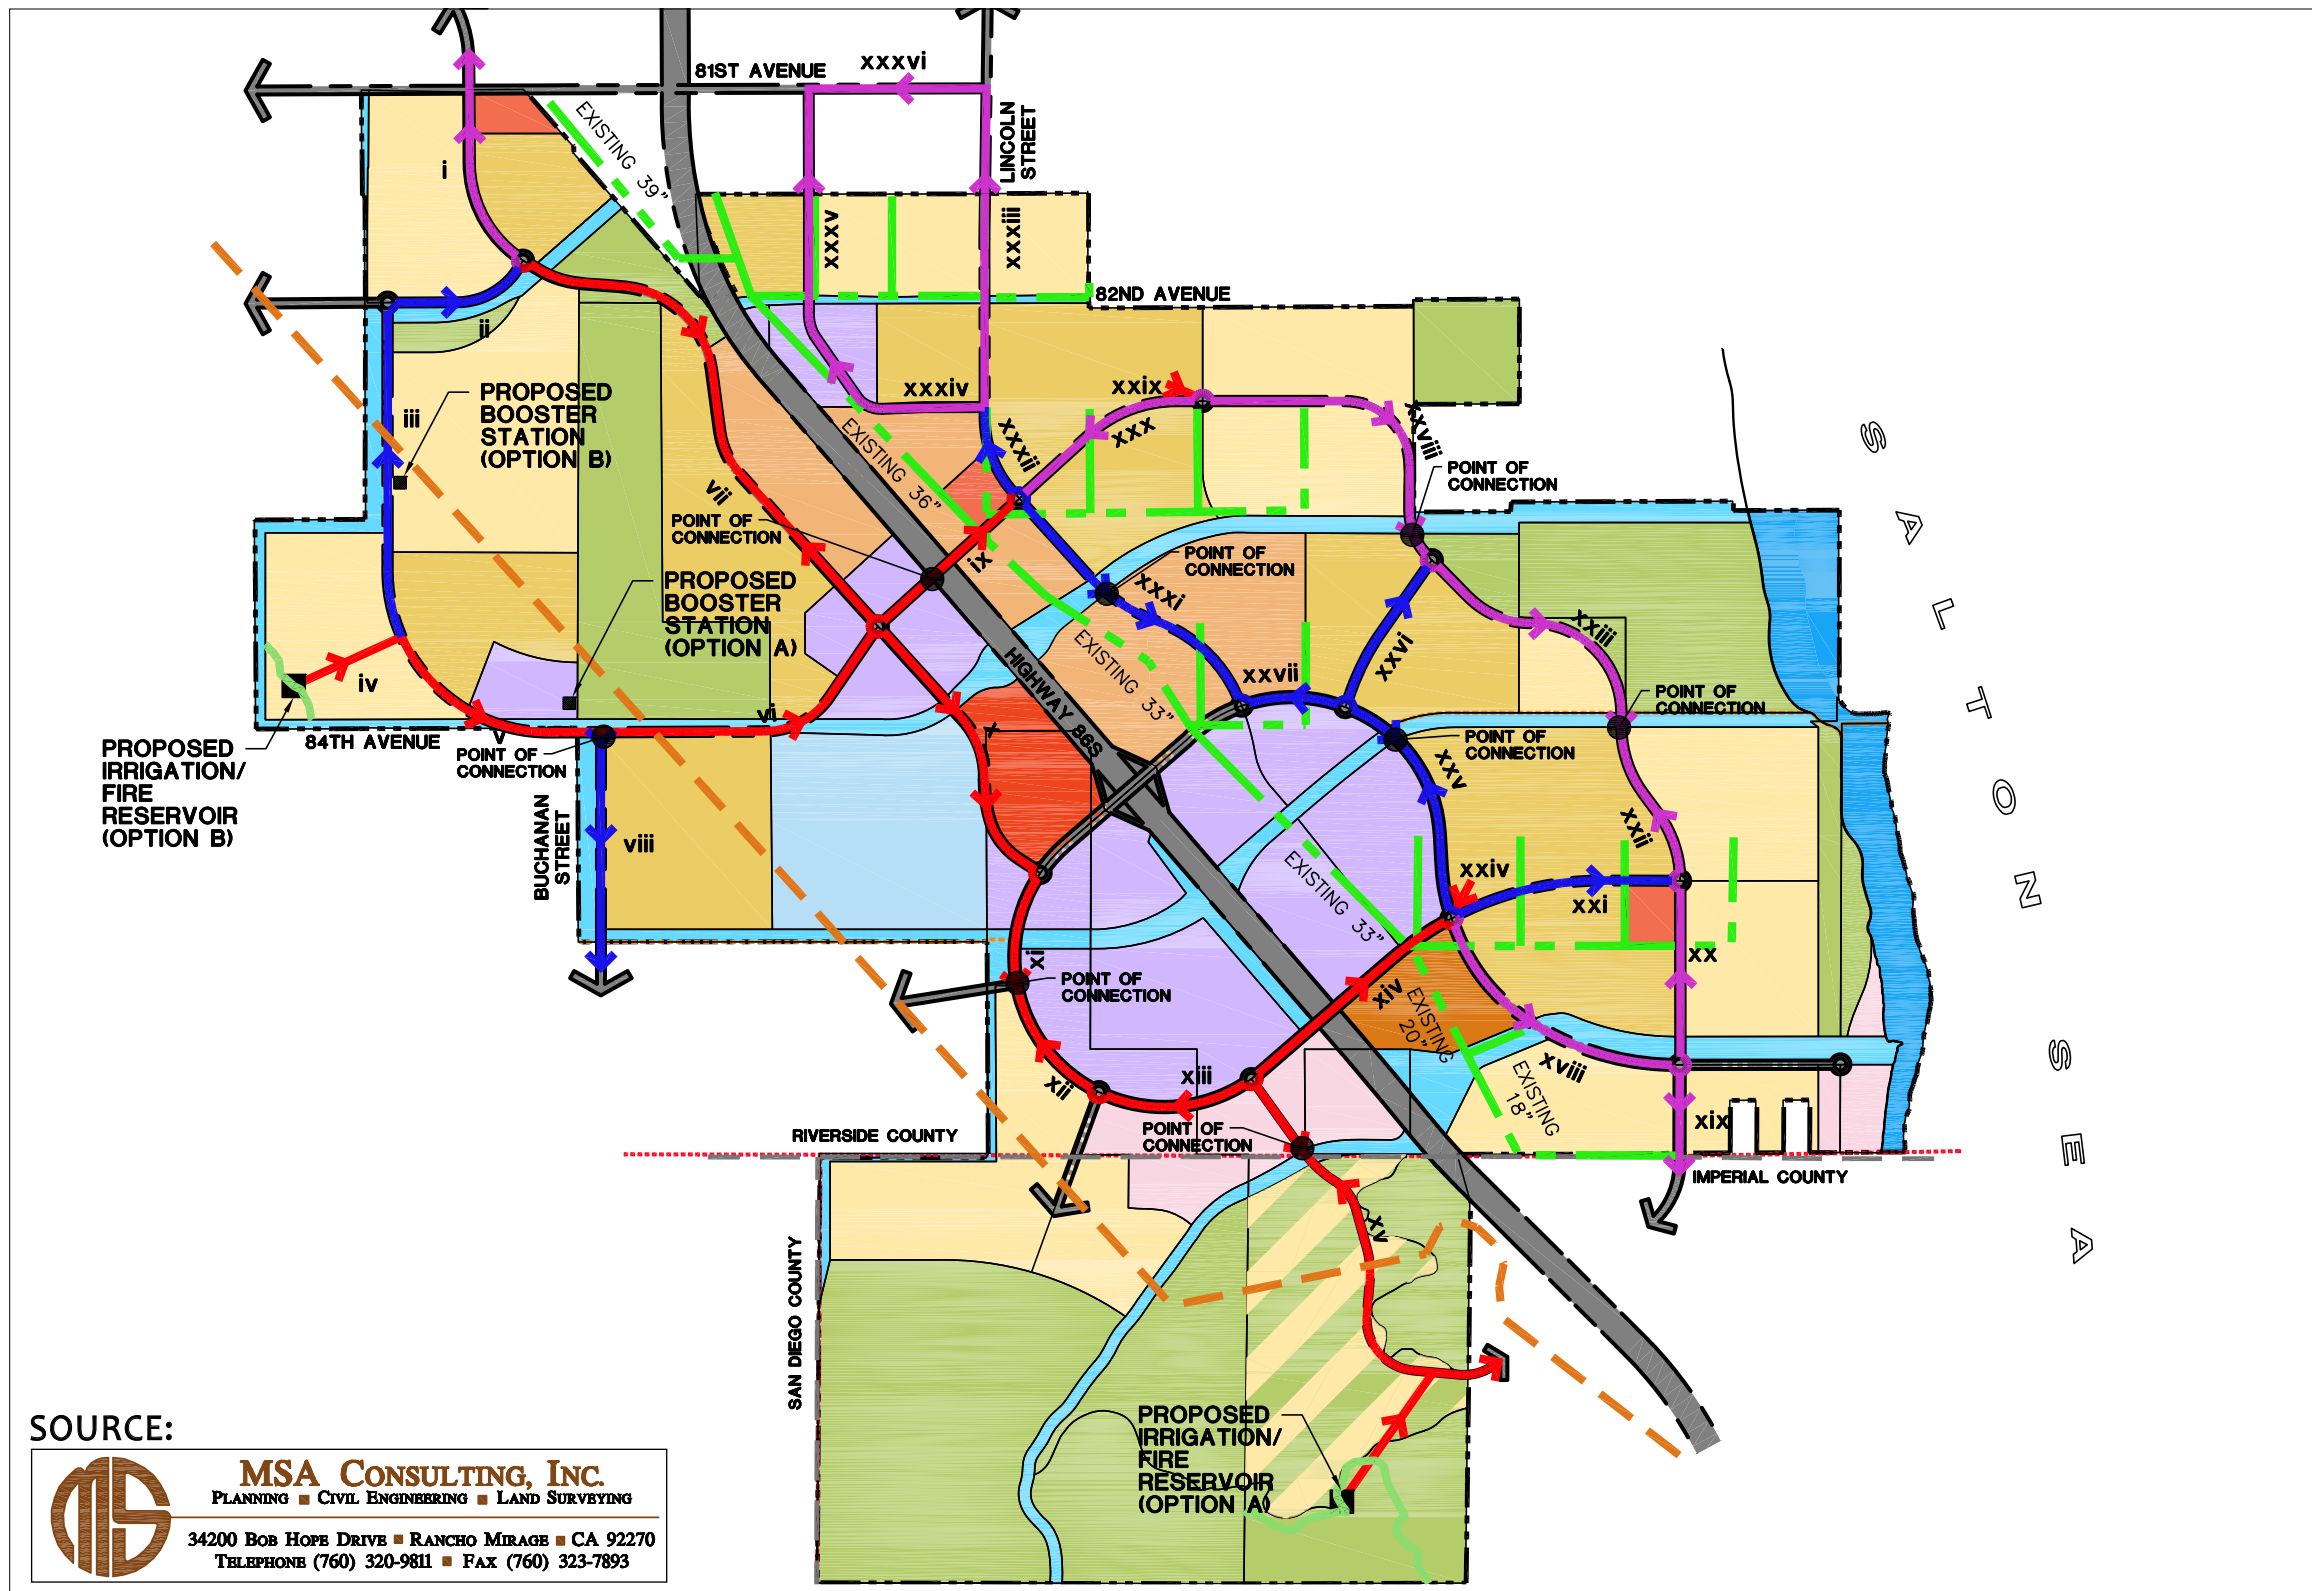 81ST AVENUE
xxxvi
LINCOLN
STREET
EXISTING 39"
i
xxxv
xxxiii
82ND AVENUE
ii
iii
PROPOSED
BOOSTER
STATION
(OPTION B)
xxxiv
xxix
xxx
xxxii
xxviii
EXISTING 36"
POINT OF
CONNECTION
vii
POINT OF
CONNECTION
ix
POINT OF
CONNECTION
xxxi
PROPOSED
BOOSTER
STATION
(OPTION A)
EXISTING 33"
HIGHWAY 86S
xxvii
xxvi
xxiii
iv
v
vi
x
POINT OF
CONNECTION
84TH AVENUE
POINT OF
CONNECTION
POINT OF
CONNECTION
PROPOSED
IRRIGATION/
FIRE
RESERVOIR
(OPTION B)
BUCHANAN
STREET
viii
xxv
xxii
EXISTING 33"
xxiv
xxi
xx
xi
POINT OF
CONNECTION
xiv
EXISTING
20"
xii
xiii
xviii
EXISTING
18"
xix
RIVERSIDE COUNTY
POINT OF
CONNECTION
IMPERIAL COUNTY
SAN DIEGO COUNTY
xv
PROPOSED
IRRIGATION/
FIRE
RESERVOIR
(OPTION A)
SALTON SEA
SOURCE:
MSA CONSULTING, INC.
PLANNING ■ CIVIL ENGINEERING ■ LAND SURVEYING
34200 BOB HOPE DRIVE ■ RANCHO MIRAGE ■ CA 92270
TELEPHONE (760) 320-9811 ■ FAX (760) 323-7893